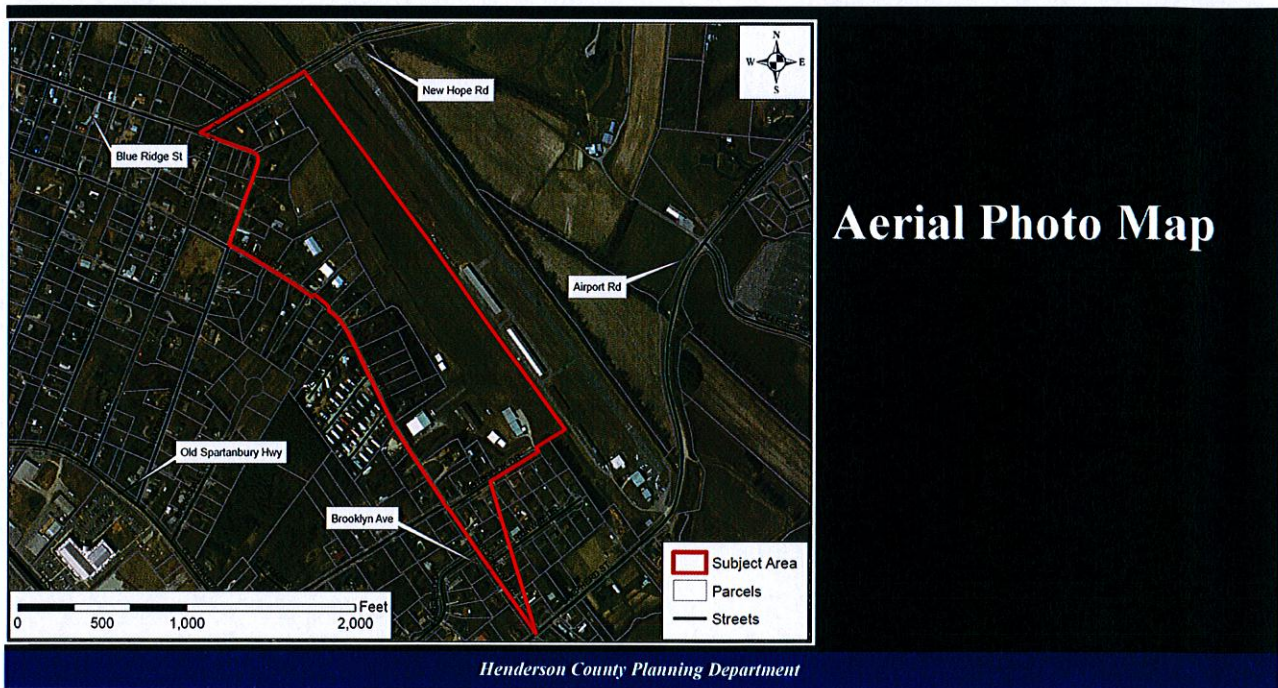 N
W E
S
New Hope Rd
Blue Ridge St
Aerial Photo Map
Airport Rd
Old Spartanbury Hwy
Brooklyn Ave
Subject Area
Parcels
Streets
Feet
0 500 1,000 2,000
Henderson County Planning Department